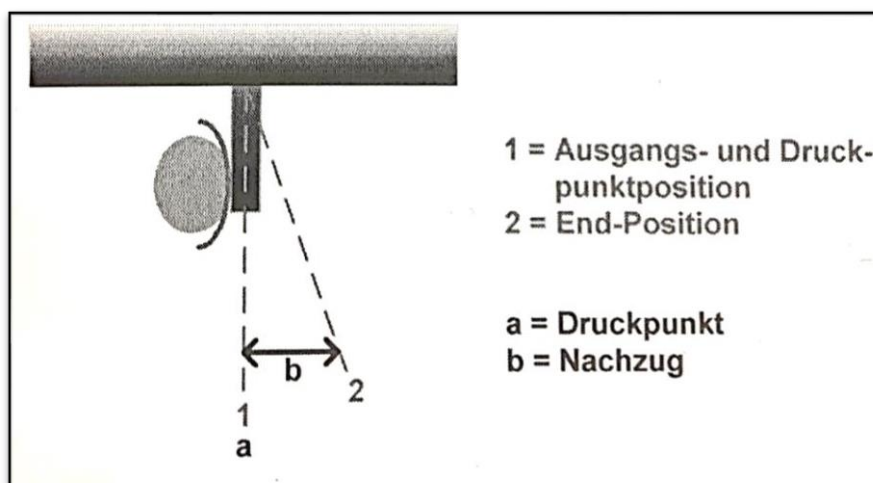 1 = Ausgangs- und Druck-
punktposition
2 = End-Position
a = Druckpunkt
b = Nachzug
b
2
1
a